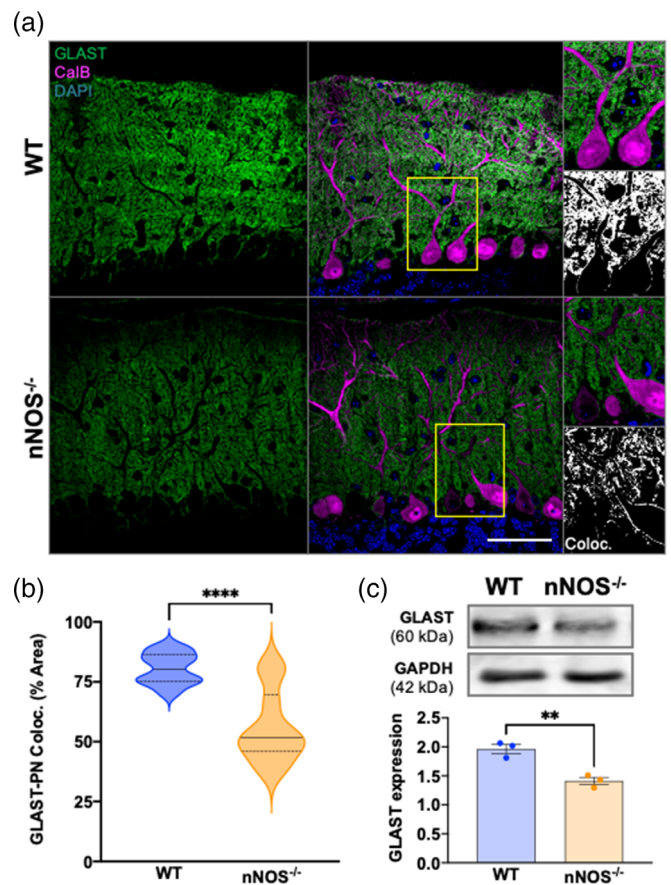 (a)
GLAST
CalB
DAPI
WT
nNOS-/-
Coloc.
(b)
****
100
75
50
25
GLAST-PN Coloc. (% Area)
WT
nNOS-/-
(c)
WT nNOS-/-
GLAST
(60 kDa)
GAPDH
(42 kDa)
**
2.5
2.0
1.5
1.0
0.5
0.0
GLAST expression
WT
nNOS-/-